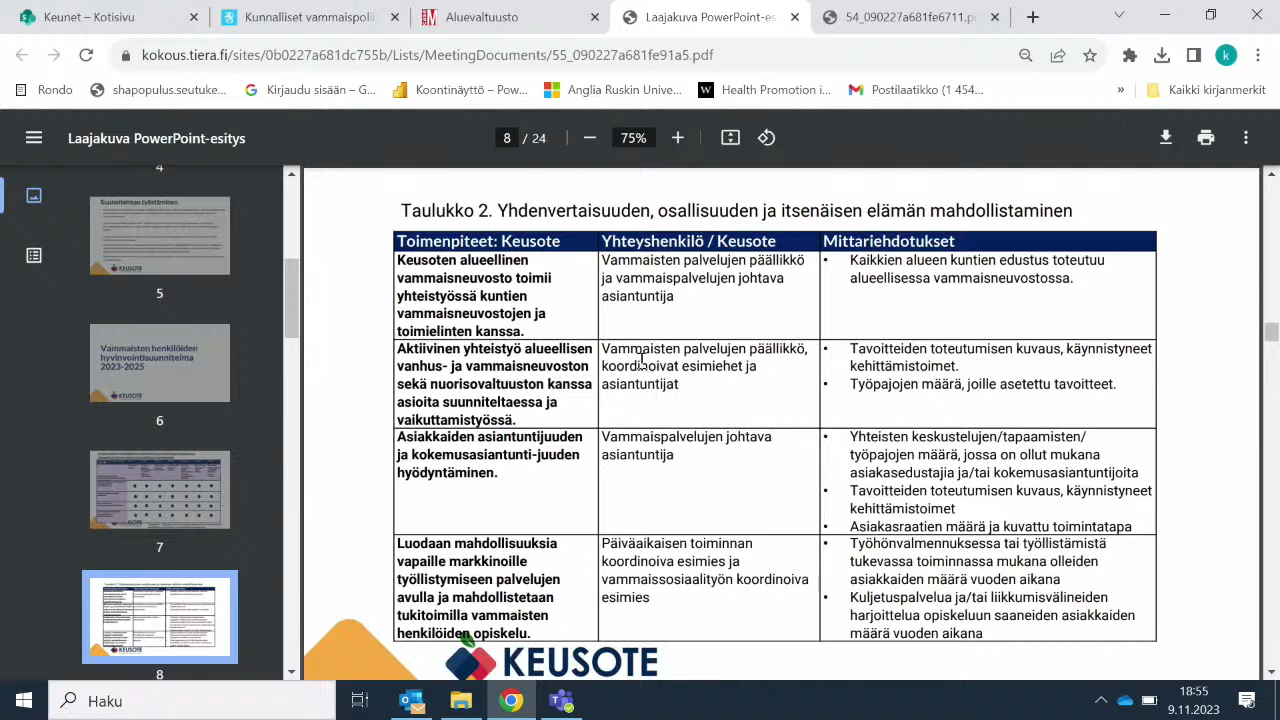 Keuson Taktiikka
Kunnalliset vammaispoli
Aluevaltuusto
Laajakuva PowerPoint-es
54_090227a681fe6711.p
kokous.tiera.fi/sites/0b0227a681dc755b/Lists/MeetingDocuments/55_090227a681fe91a5.pdf
Rondo
shapopulus.seutuke...
Kirjaudu sisään – G...
Koontinäyttö – Pow...
Anglia Ruskin Unive...
Health Promotion i...
Postilaatikko (1 454...
»
Kaikki kirjanmerkit
Laajakuva PowerPoint-esitys
8 / 24
75%
4
Suunnitelman työstäminen
KEUSOTE
5
Vammaisten henkilöiden
hyvinvointisuunnitelma
2023-2025
KEUSOTE
6
KEUSOTE
7
8
Taulukko 2. Yhdenvertaisuuden, osallisuuden ja itsenäisen elämän mahdollistaminen
Toimenpiteet: Keusote
Yhteyshenkilö / Keusote
Mittariehdotukset
Keusoten alueellinen
vammaisneuvosto toimii
yhteistyössä kuntien
vammaisneuvostojen ja
toimielinten kanssa.
Vammaisten palvelujen päällikkö
ja vammaispalvelujen johtava
asiantuntija
• Kaikkien alueen kuntien edustus toteutuu
alueellisessa vammaisneuvostossa.
Aktiivinen yhteistyö alueellisen
vanhus- ja vammaisneuvoston
sekä nuorisovaltuuston kanssa
asioita suunniteltaessa ja
vaikuttamistyössä.
Vammaisten palvelujen päällikkö,
koordinoivat esimiehet ja
asiantuntijat
• Tavoitteiden toteutumisen kuvaus, käynnistyneet
kehittämistoimet.
• Työpajojen määrä, joille asetettu tavoitteet.
Asiakkaiden asiantuntijuuden
ja kokemusasiantunti-juuden
hyödyntäminen.
Vammaispalvelujen johtava
asiantuntija
• Yhteisten keskustelujen/tapaamisten/
työpajojen määrä, jossa on ollut mukana
asiakasedustajia ja/tai kokemusasiantuntijoita
• Tavoitteiden toteutumisen kuvaus, käynnistyneet
kehittämistoimet
• Asiakasraatien määrä ja kuvattu toimintatapa
Luodaan mahdollisuuksia
vapaille markkinoille
työllistymiseen palvelujen
avulla ja mahdollistetaan
tukitoimilla vammaisten
henkilöiden opiskelu.
Päiväaikaisen toiminnan
koordinoiva esimies ja
vammaissosiaalityön koordinoiva
esimies
• Työhönvalmennuksessa tai työllistämistä
tukevassa toiminnassa mukana olleiden
asiakkaiden määrä vuoden aikana
• Kuljetuspalvelua ja/tai liikkumisvälineiden
harjoittelua opiskeluun saaneiden asiakkaiden
määrä vuoden aikana
KEUSOTE
Haku
18:55
9.11.2023